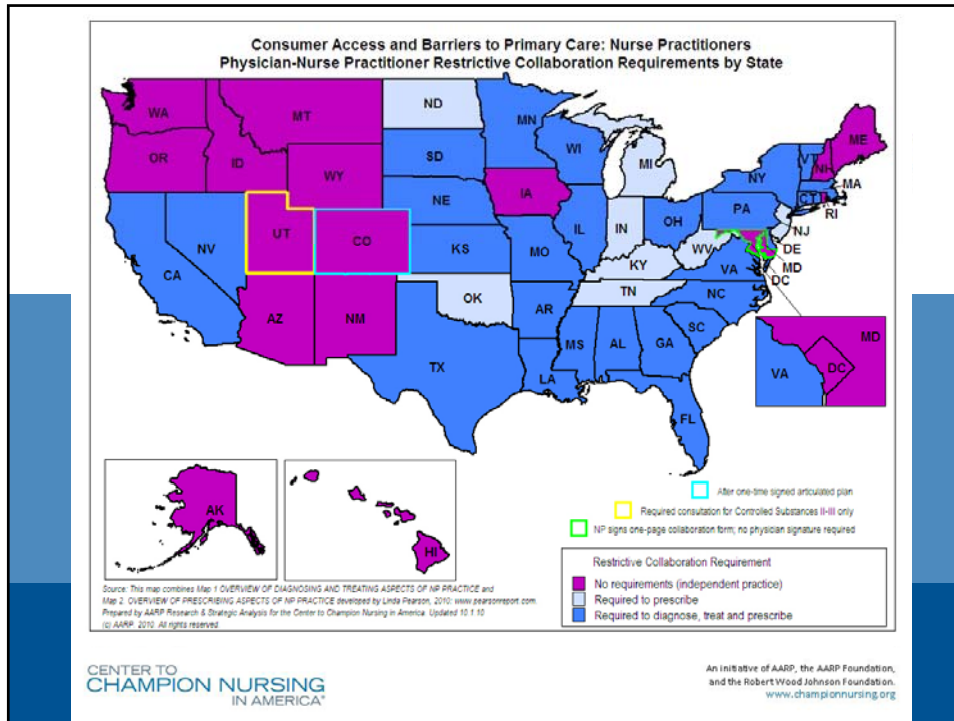 Consumer Access and Barriers to Primary Care: Nurse Practitioners
Physician-Nurse Practitioner Restrictive Collaboration Requirements by State
WA
MT
ND
MN
ME
OR
ID
SD
WI
MI
VT
NH
NY
WY
MA
IA
NE
PA
CT
RI
NV
UT
CO
IL
IN
OH
NJ
DE
MD
DC
CA
KS
MO
WV
VA
KY
NC
TN
AZ
NM
OK
AR
SC
MS
AL
GA
TX
LA
FL
MD
VA
DC
AK
HI
After one-time signed articulated plan
Required consultation for Controlled Substances II-III only
NP signs one-page collaboration form; no physician signature required
Restrictive Collaboration Requirement
No requirements (independent practice)
Required to prescribe
Required to diagnose, treat and prescribe
Source: This map combines Map 1 OVERVIEW OF DIAGNOSING AND TREATING ASPECTS OF NP PRACTICE and
Map 2. OVERVIEW OF PRESCRIBING ASPECTS OF NP PRACTICE developed by Linda Pearson, 2010; www.pearsonreport.com.
Prepared by AARP Research & Strategic Analysis for the Center to Champion Nursing in America. Updated 10.1.10
(c) AARP. 2010. All rights reserved
CENTER TO
CHAMPION NURSING
IN AMERICA®
An initiative of AARP, the AARP Foundation,
and the Robert Wood Johnson Foundation.
www.championnursing.org